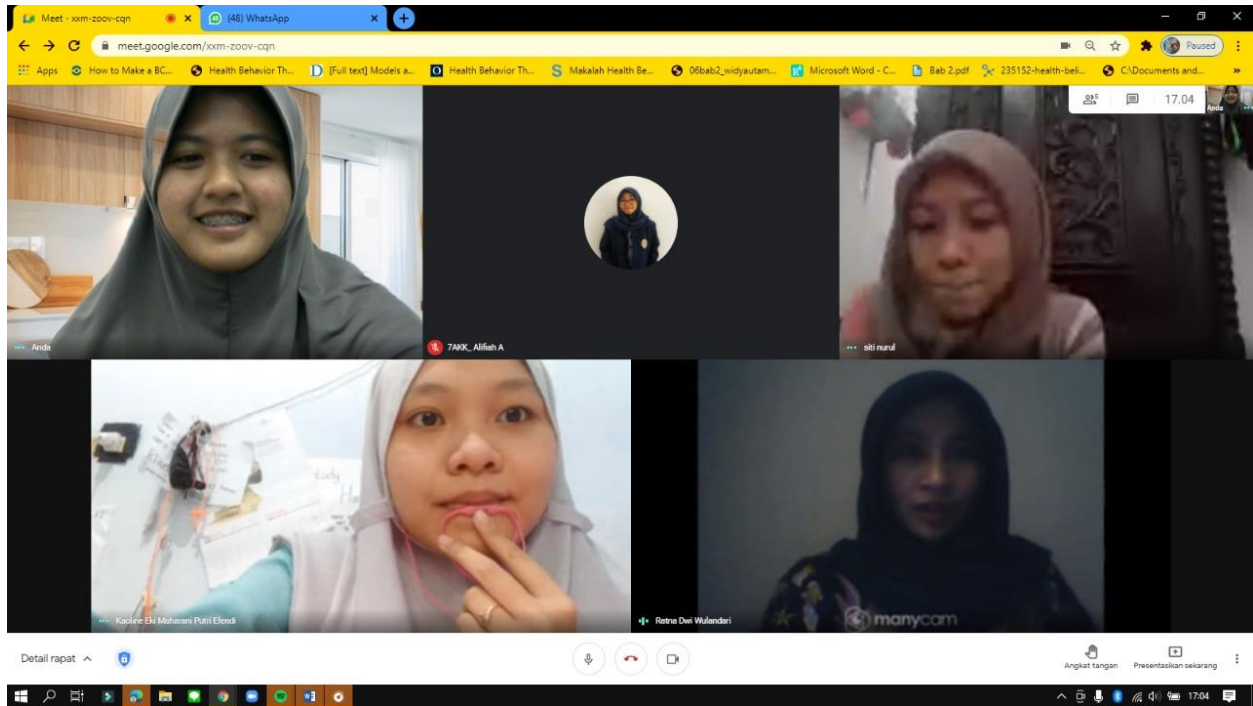 Meet - xxm-zoov-cqn
(48) WhatsApp
meet.google.com/xxm-zoov-cqn
Paused
Apps
How to Make a BC...
Health Behavior Th...
[Full text] Models a...
Health Behavior Th...
Makalah Health Be...
06bab2_widyautam...
Microsoft Word - C...
Bab 2.pdf
235152-health-beli...
C\Documents and...
5
17.04
Anda
Anda
7AKK_ Alifiah A
siti nurul
Kaoline Eki Maharani Putri Efendi
Ratna Dwi Wulandari
manycam
Detail rapat
Angkat tangan
Presentasikan sekarang
17:04